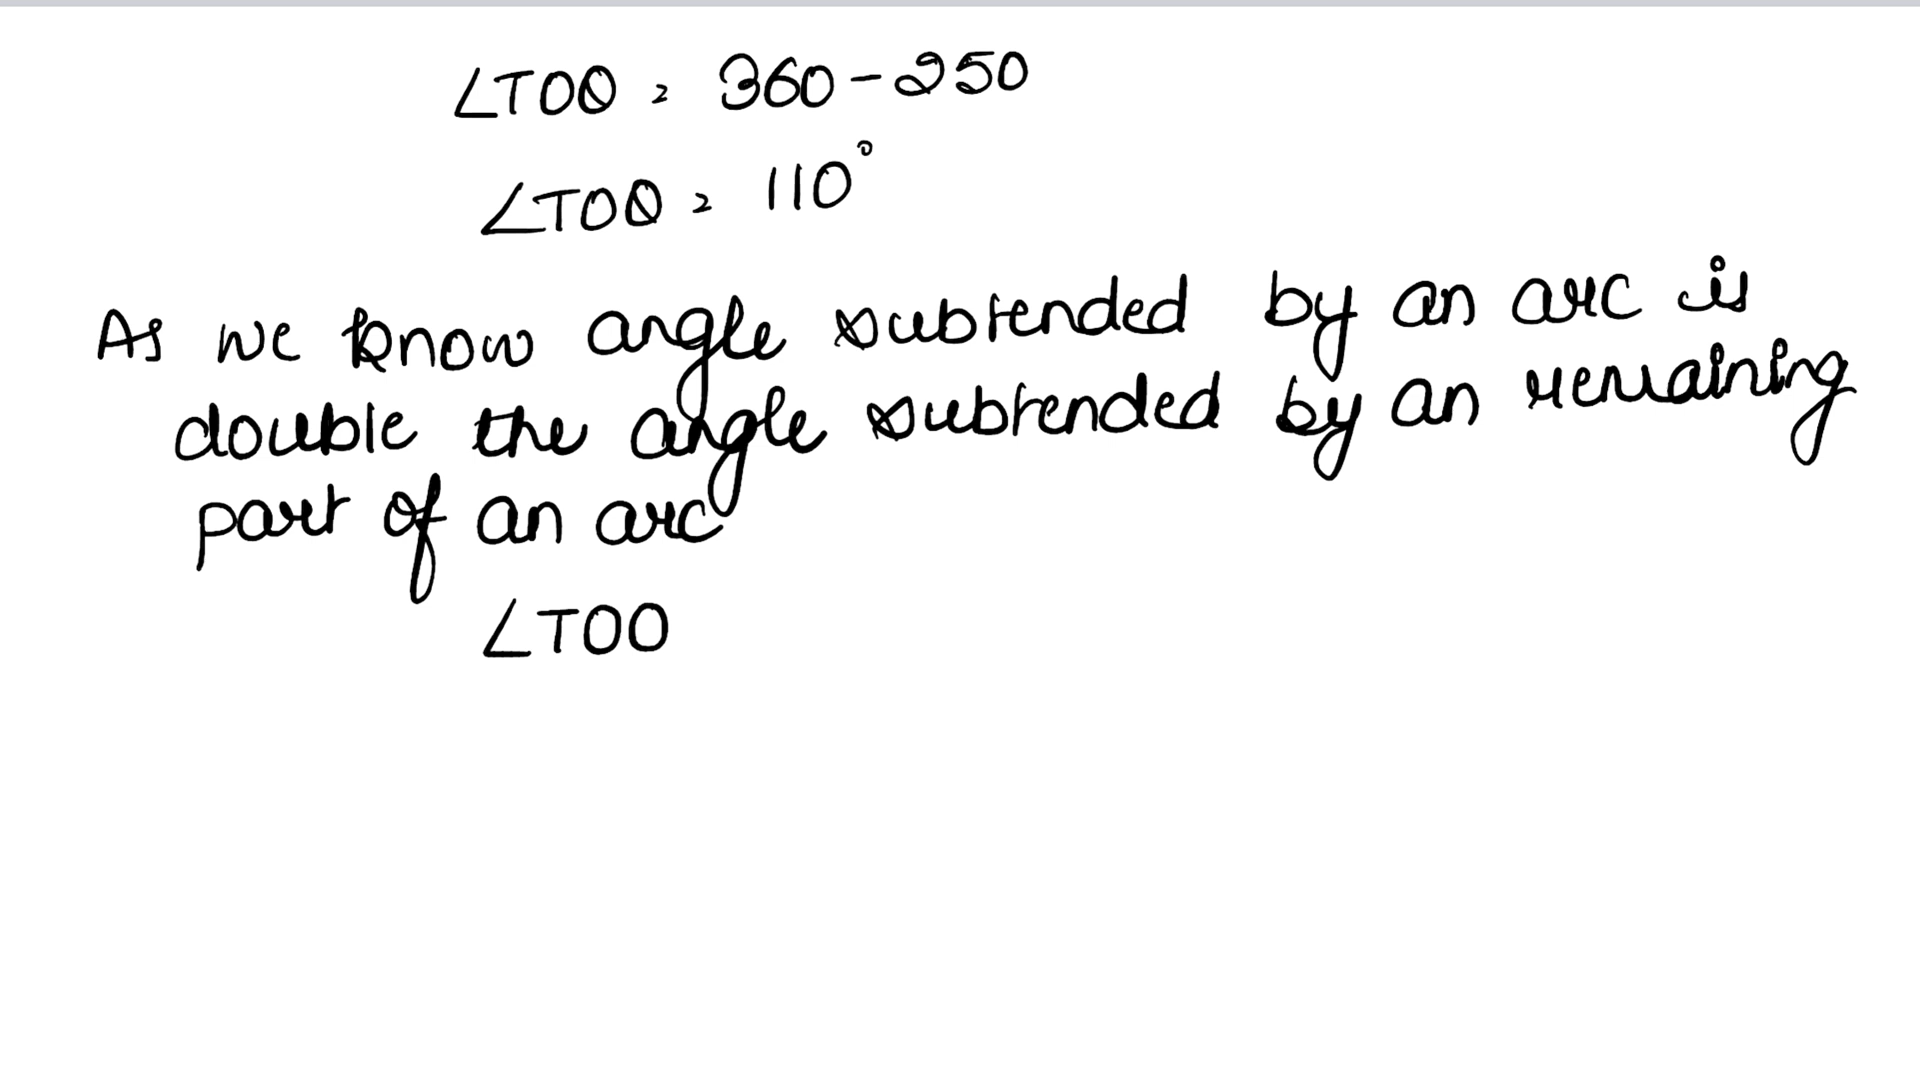 ∠TOQ = 360-250
∠TOQ = 110°
As we know angle subtended by an arc is
double the angle subtended by an remaining
part of an arc
∠TOO